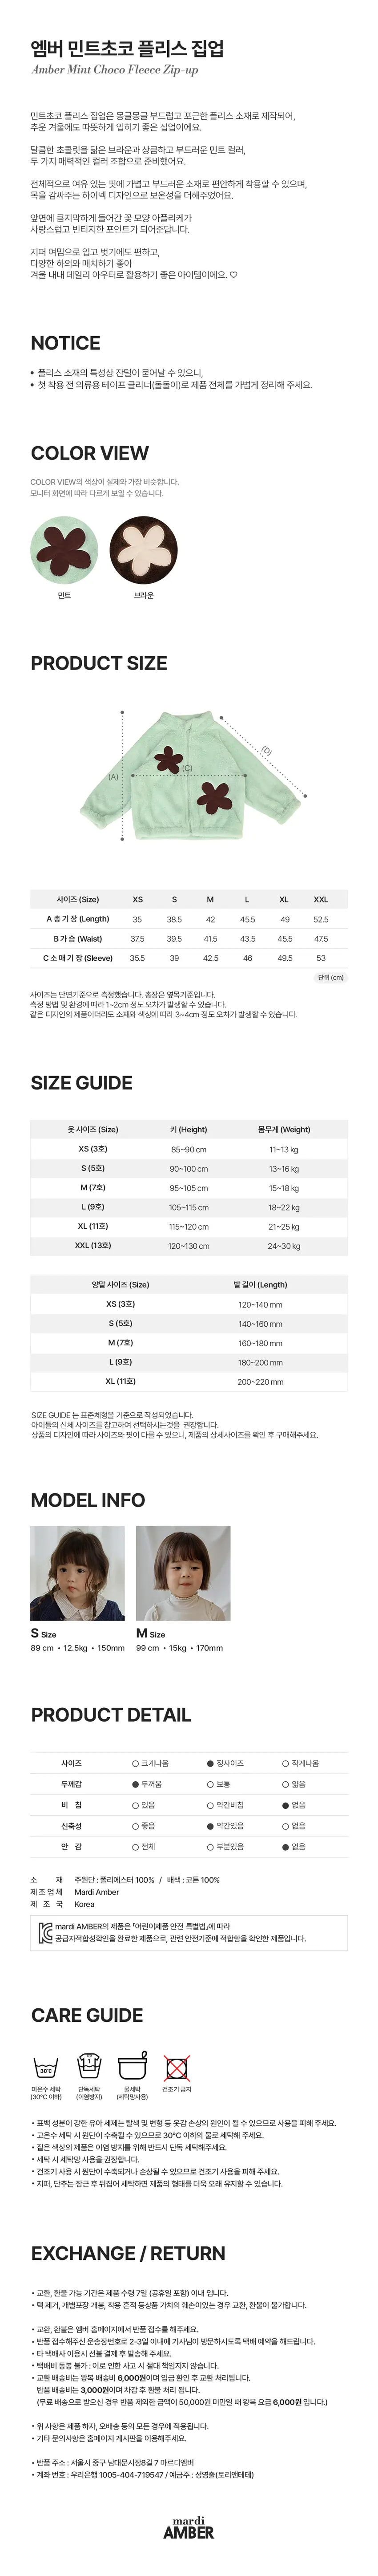 엠버 민트초코 플리스 집업
Amber Mint Choco Fleece Zip-up
민트초코 플리스 집업은 몽글몽글 부드럽고 포근한 플리스 소재로 제작되어,
추운 겨울에도 따뜻하게 입히기 좋은 집업이에요.
달콤한 초콜릿을 닮은 브라운과 상큼하고 부드러운 민트 컬러,
두 가지 매력적인 컬러 조합으로 준비했어요.
전체적으로 여유 있는 핏에 가볍고 부드러운 소재로 편안하게 착용할 수 있으며,
목을 감싸주는 하이넥 디자인으로 보온성을 더해주었어요.
앞면에 큼지막하게 들어간 꽃 모양 아플리케가
사랑스럽고 빈티지한 포인트가 되어준답니다.
지퍼 여밈으로 입고 벗기에도 편하고,
다양한 하의와 매치하기 좋아
겨울 내내 데일리 아우터로 활용하기 좋은 아이템이에요. ♡
NOTICE
• 플리스 소재의 특성상 잔털이 묻어날 수 있으니,
• 첫 착용 전 의류용 테이프 클리너(돌돌이)로 제품 전체를 가볍게 정리해 주세요.
COLOR VIEW
COLOR VIEW의 색상이 실제와 가장 비슷합니다.
모니터 화면에 따라 다르게 보일 수 있습니다.
민트 브라운
PRODUCT SIZE
(A) (C) (D)
사이즈 (Size) XS S M L XL XXL
A 총 기 장 (Length) 35 38.5 42 45.5 49 52.5
B 가 슴 (Waist) 37.5 39.5 41.5 43.5 45.5 47.5
C 소 매 기 장 (Sleeve) 35.5 39 42.5 46 49.5 53
단위 (cm)
사이즈는 단면기준으로 측정했습니다. 총장은 옆목기준입니다.
측정 방법 및 환경에 따라 1~2cm 정도 오차가 발생할 수 있습니다.
같은 디자인의 제품이더라도 소재와 색상에 따라 3~4cm 정도 오차가 발생할 수 있습니다.
SIZE GUIDE
옷 사이즈 (Size) 키 (Height) 몸무게 (Weight)
XS (3호) 85~90 cm 11~13 kg
S (5호) 90~100 cm 13~16 kg
M (7호) 95~105 cm 15~18 kg
L (9호) 105~115 cm 18~22 kg
XL (11호) 115~120 cm 21~25 kg
XXL (13호) 120~130 cm 24~30 kg
양말 사이즈 (Size) 발 길이 (Length)
XS (3호) 120~140 mm
S (5호) 140~160 mm
M (7호) 160~180 mm
L (9호) 180~200 mm
XL (11호) 200~220 mm
SIZE GUIDE 는 표준체형을 기준으로 작성되었습니다.
아이들의 신체 사이즈를 참고하여 선택하시는것을 권장합니다.
상품의 디자인에 따라 사이즈와 핏이 다를 수 있으니, 제품의 상세사이즈를 확인 후 구매해주세요.
MODEL INFO
S Size M Size
89 cm • 12.5kg • 150mm 99 cm • 15kg • 170mm
PRODUCT DETAIL
사이즈 ○ 크게나옴 ● 정사이즈 ○ 작게나옴
두께감 ● 두꺼움 ○ 보통 ○ 얇음
비 침 ○ 있음 ○ 약간비침 ● 없음
신축성 ○ 좋음 ● 약간있음 ○ 없음
안 감 ○ 전체 ○ 부분있음 ● 없음
소 재 주원단 : 폴리에스터 100% / 배색 : 코튼 100%
제 조 업 체 Mardi Amber
제 조 국 Korea
mardi AMBER의 제품은 「어린이제품 안전 특별법」에 따라
공급자적합성확인을 완료한 제품으로, 관련 안전기준에 적합함을 확인한 제품입니다.
CARE GUIDE
30℃ 1
미온수 세탁 단독세탁 울세탁 건조기 금지
(30℃ 이하) (이염방지) (세탁망사용)
• 표백 성분이 강한 유아 세제는 탈색 및 변형 등 옷감 손상의 원인이 될 수 있으므로 사용을 피해 주세요.
• 고온수 세탁 시 원단이 수축될 수 있으므로 30℃ 이하의 물로 세탁해 주세요.
• 짙은 색상의 제품은 이염 방지를 위해 반드시 단독 세탁해주세요.
• 세탁 시 세탁망 사용을 권장합니다.
• 건조기 사용 시 원단이 수축되거나 손상될 수 있으므로 건조기 사용을 피해 주세요.
• 지퍼, 단추는 잠근 후 뒤집어 세탁하면 제품의 형태를 더욱 오래 유지할 수 있습니다.
EXCHANGE / RETURN
• 교환, 환불 가능 기간은 제품 수령 7일 (공휴일 포함) 이내 입니다.
• 텍 제거, 개별포장 개봉, 착용 흔적 등상품 가치의 훼손이있는 경우 교환, 환불이 불가합니다.
• 교환, 환불은 엠버 홈페이지에서 반품 접수를 해주세요.
• 반품 접수해주신 운송장번호로 2-3일 이내에 기사님이 방문하시도록 택배 예약을 해드립니다.
• 타 택배사 이용시 선불 결제 후 발송해 주세요.
• 택배비 동봉 불가 : 이로 인한 사고 시 절대 책임지지 않습니다.
• 교환 배송비는 왕복 배송비 6,000원이며 입금 환인 후 교환 처리됩니다.
반품 배송비는 3,000원이며 차감 후 환불 처리 됩니다.
(무료 배송으로 받으신 경우 반품 제외한 금액이 50,000원 미만일 때 왕복 요금 6,000원 입니다.)
• 위 사항은 제품 하자, 오배송 등의 모든 경우에 적용됩니다.
• 기타 문의사항은 홈페이지 게시판을 이용해주세요.
• 반품 주소 : 서울시 중구 남대문시장8길 7 마르디엠버
• 계좌 번호 : 우리은행 1005-404-719547 / 예금주 : 성영출(토리앤테테)
mardi
AMBER